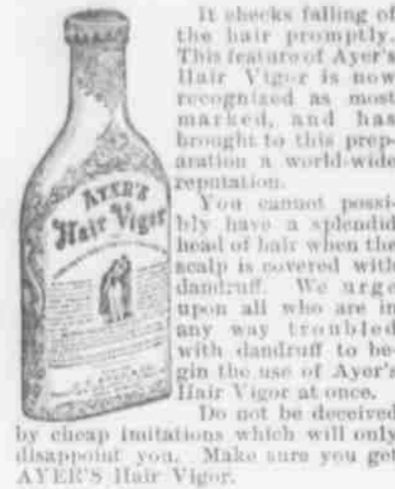 It checks falling of
the hair promptly.
This feature of Ayer's
Hair Vigor is now
recognized as most
marked, and has
brought to this prep-
aration a world-wide
reputation.
You cannot possi-
bly have a splendid
head of hair when the
scalp is covered with
dandruff. We urge
upon all who are in
any way troubled
with dandruff to be-
gin the use of Ayer's
Hair Vigor at once.
Do not be deceived
by cheap imitations which will only
disappoint you. Make sure you get
AYER'S Hair Vigor.
AYER'S
Hair Vigor